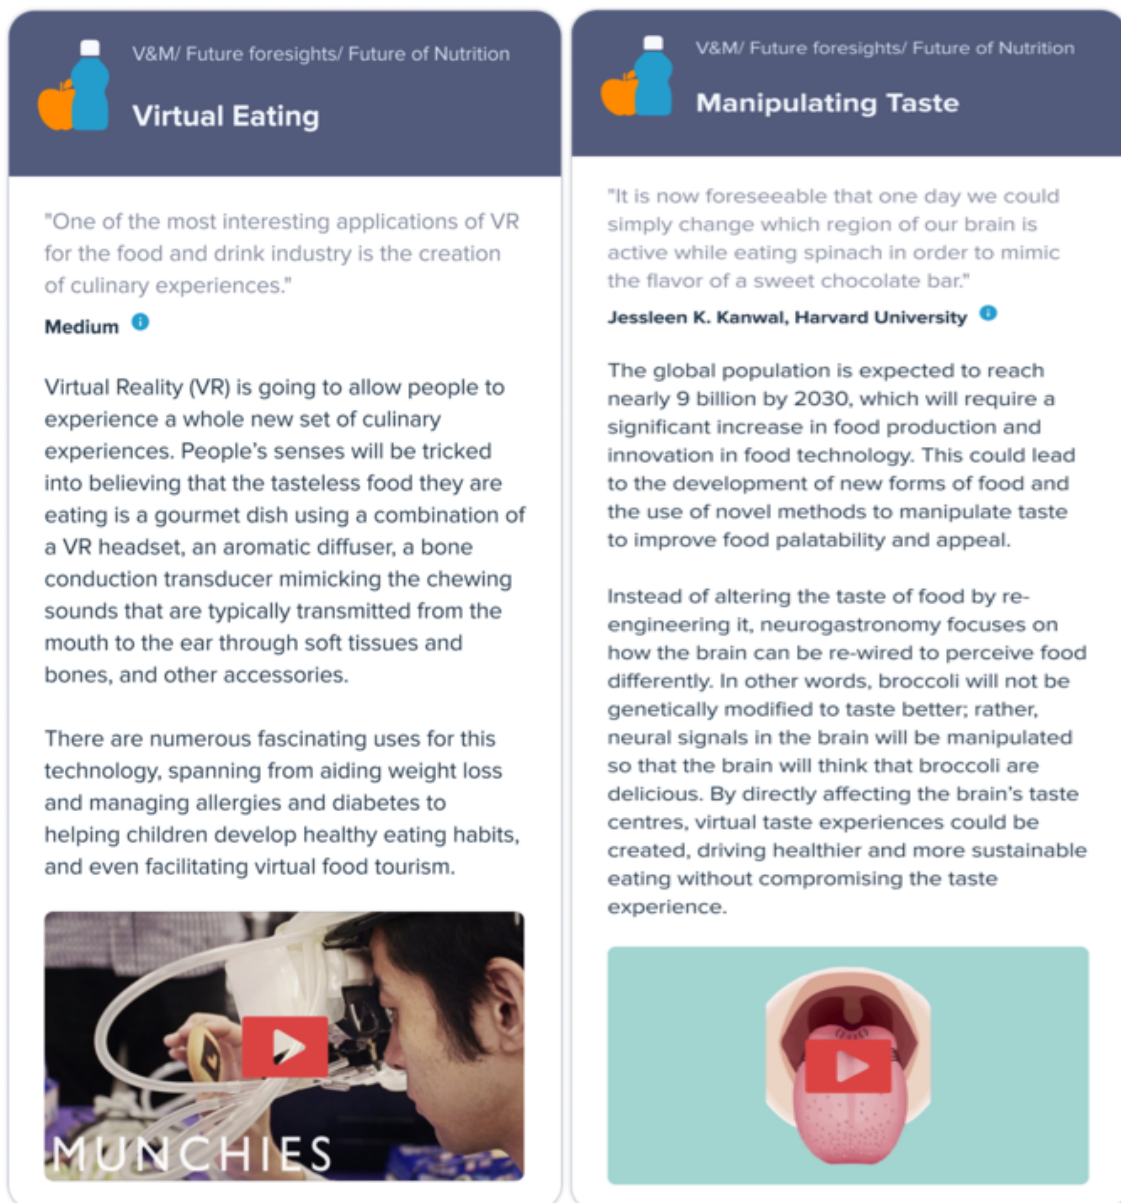 V&M/ Future foresights/ Future of Nutrition
Virtual Eating
"One of the most interesting applications of VR
for the food and drink industry is the creation
of culinary experiences."
Medium
Virtual Reality (VR) is going to allow people to
experience a whole new set of culinary
experiences. People's senses will be tricked
into believing that the tasteless food they are
eating is a gourmet dish using a combination of
a VR headset, an aromatic diffuser, a bone
conduction transducer mimicking the chewing
sounds that are typically transmitted from the
mouth to the ear through soft tissues and
bones, and other accessories.
There are numerous fascinating uses for this
technology, spanning from aiding weight loss
and managing allergies and diabetes to
helping children develop healthy eating habits,
and even facilitating virtual food tourism.
MUNCHIES
V&M/ Future foresights/ Future of Nutrition
Manipulating Taste
"It is now foreseeable that one day we could
simply change which region of our brain is
active while eating spinach in order to mimic
the flavor of a sweet chocolate bar."
Jessleen K. Kanwal, Harvard University
The global population is expected to reach
nearly 9 billion by 2030, which will require a
significant increase in food production and
innovation in food technology. This could lead
to the development of new forms of food and
the use of novel methods to manipulate taste
to improve food palatability and appeal.
Instead of altering the taste of food by re-
engineering it, neurogastronomy focuses on
how the brain can be re-wired to perceive food
differently. In other words, broccoli will not be
genetically modified to taste better; rather,
neural signals in the brain will be manipulated
so that the brain will think that broccoli are
delicious. By directly affecting the brain's taste
centres, virtual taste experiences could be
created, driving healthier and more sustainable
eating without compromising the taste
experience.